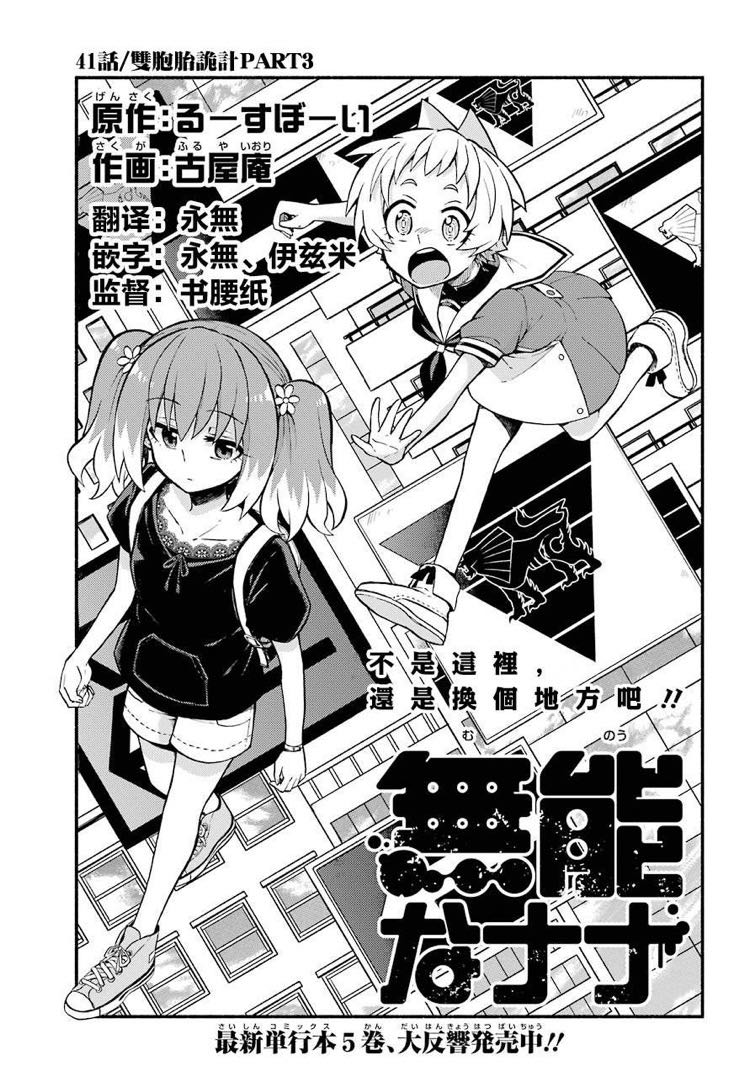 41話/雙胞胎詭計PART3
げんさく
原作:るーすぼーい
さくが ふるや いおり
作画:古屋庵
翻译: 永無
嵌字: 永無、伊兹米
监督: 书腰纸
不是這裡,
還是換個地方吧!!
む のう
無能
なナナ
さいしんコミックス かん だいはんきょうはつばいちゅう
最新単行本5巻、大反響発売中!!